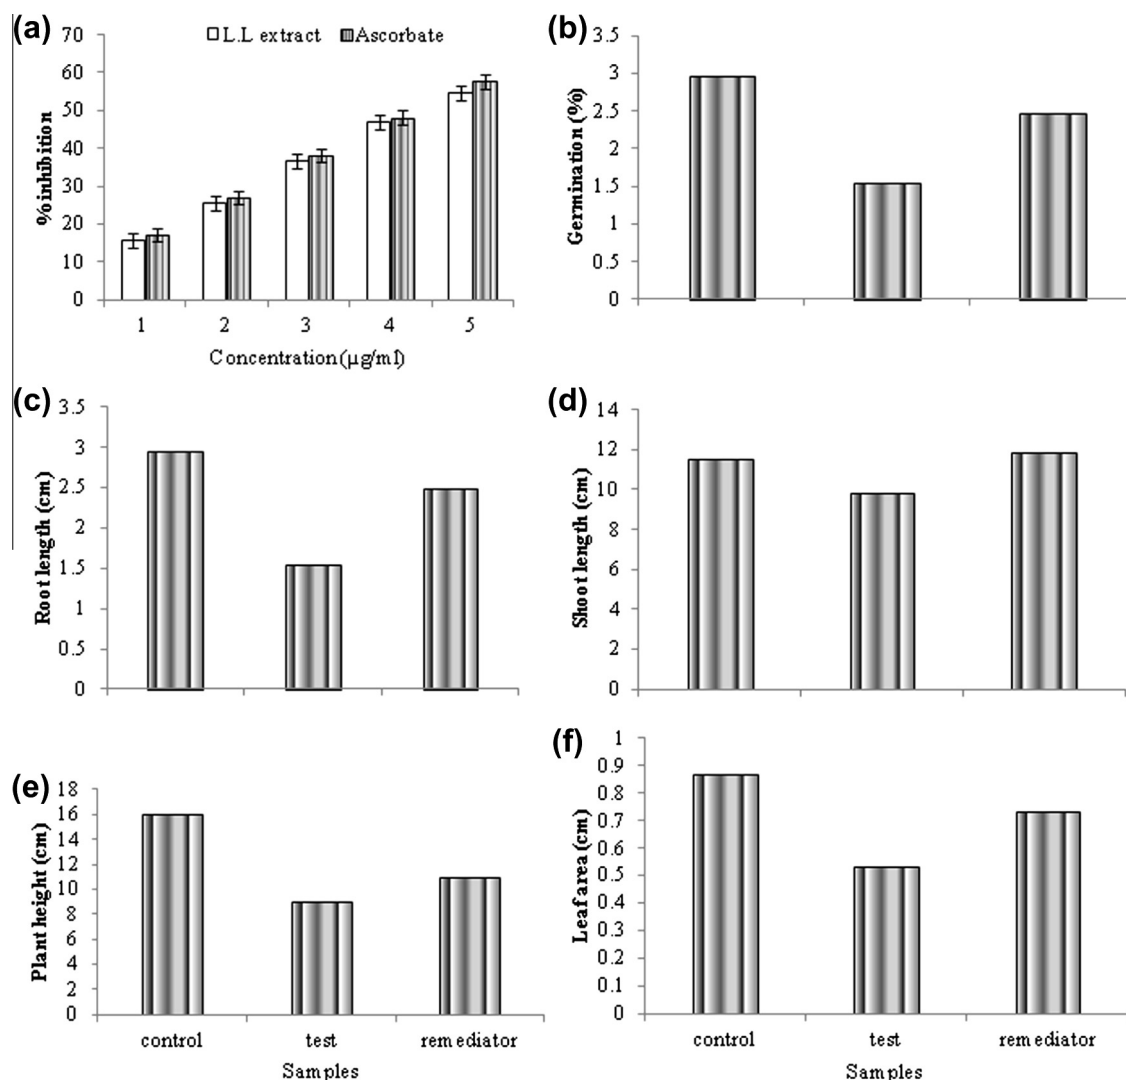 (a)
70
60
50
40
30
20
10
0
%inhibition
L.L extract
Ascorbate
1 2 3 4 5
Concentration(µg/ml)
(b)
3.5
3
2.5
2
1.5
1
0.5
0
Germination (%)
(c)
3.5
3
2.5
2
1.5
1
0.5
0
Root length (cm)
(d)
14
12
10
8
6
4
2
0
Shoot length (cm)
(e)
18
16
14
12
10
8
6
4
2
0
Plant height (cm)
control test remediator
Samples
(f)
1
0.9
0.8
0.7
0.6
0.5
0.4
0.3
0.2
0.1
0
Leaf area (cm)
control test remediator
Samples